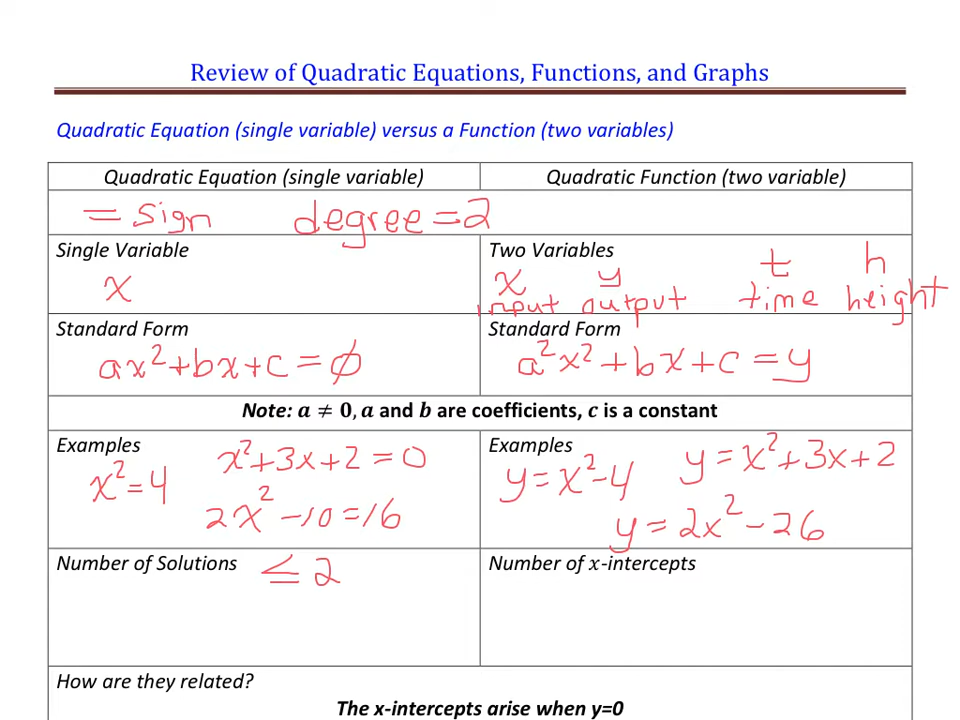 Review of Quadratic Equations, Functions, and Graphs
Quadratic Equation (single variable) versus a Function (two variables)
Quadratic Equation (single variable)
Quadratic Function (two variable)
= sign degree = 2
Single Variable
x
Two Variables
x y t h
input output time height
Standard Form
ax² + bx + c = ∅
Standard Form
a²x² + bx + c = y
Note: a ≠ 0, a and b are coefficients, c is a constant
Examples
x² = 4 x² + 3x + 2 = 0
2x² - 10 = 16
Examples
y = x² - 4 y = x² + 3x + 2
y = 2x² - 26
Number of Solutions ≤ 2
Number of x-intercepts
How are they related?
The x-intercepts arise when y=0